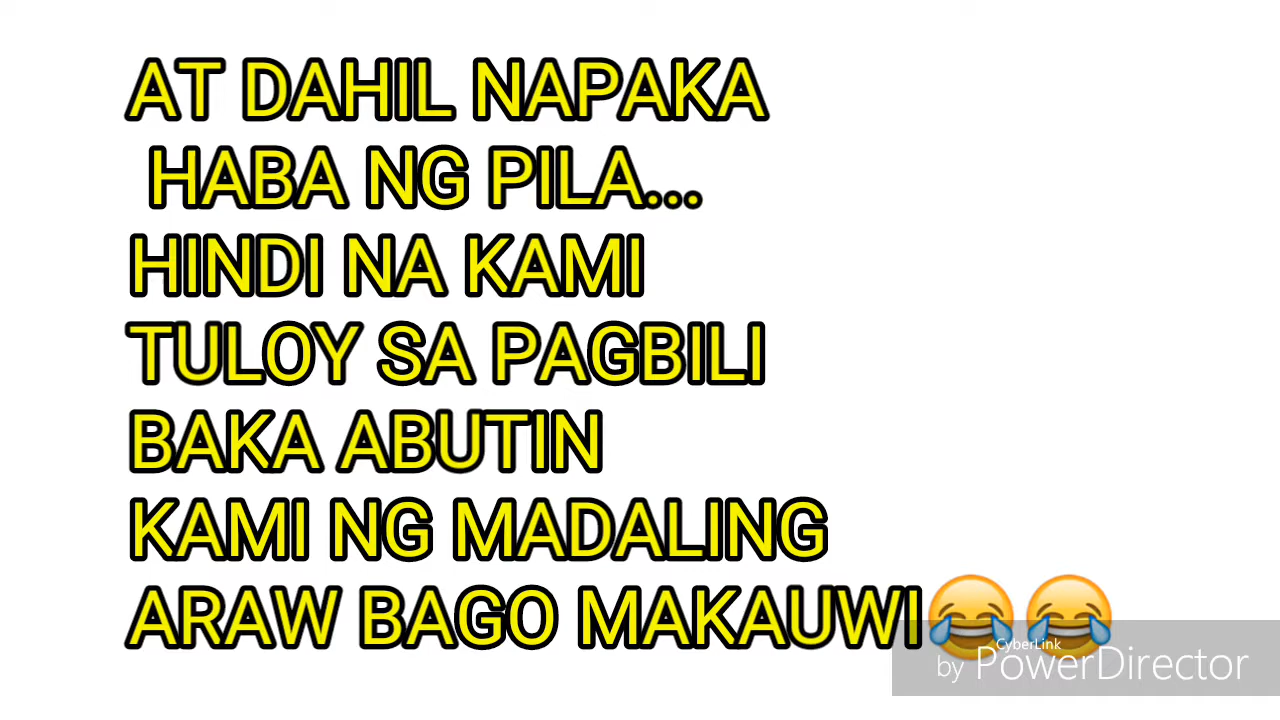 AT DAHIL NAPAKA
HABA NG PILA...
HINDI NA KAMI
TULOY SA PAGBILI
BAKA ABUTIN
KAMI NG MADALING
ARAW BAGO MAKAUWI😂😂
CyberLink
by PowerDirector